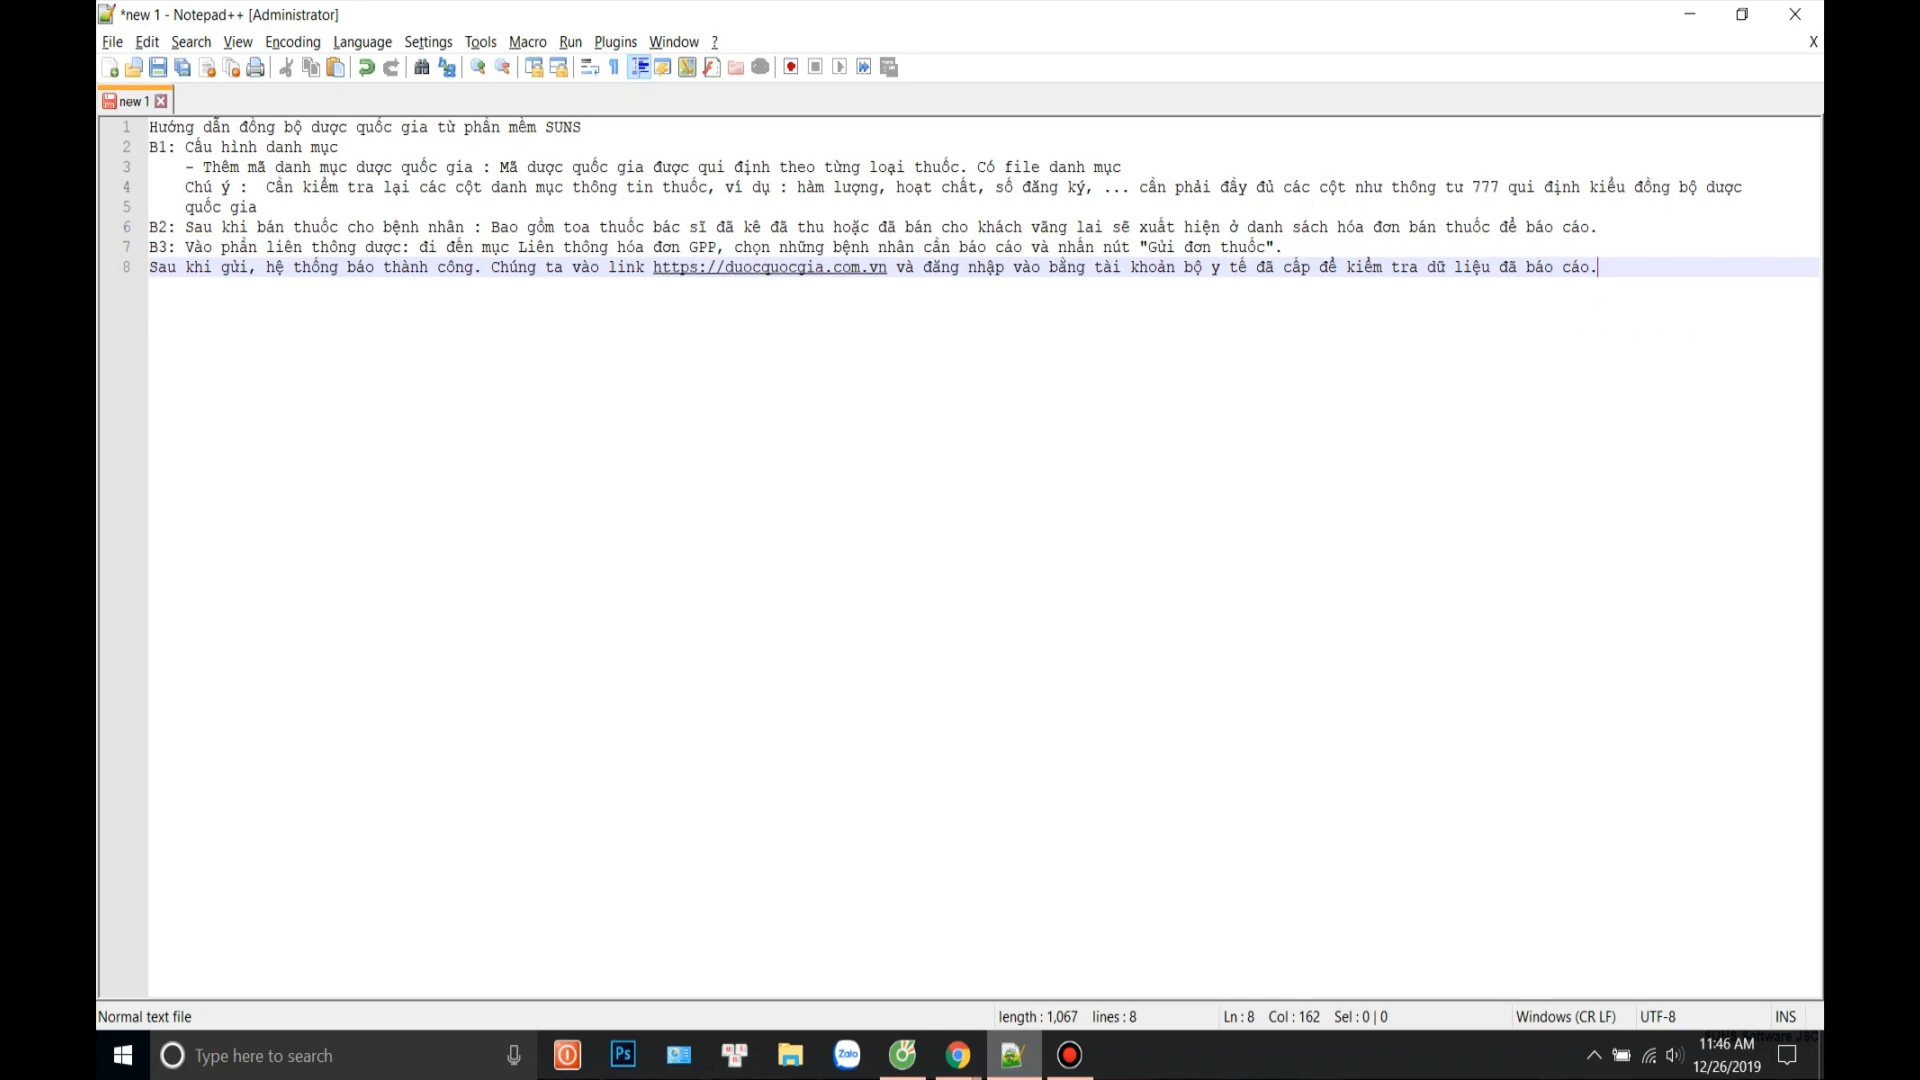 *new 1 - Notepad++ [Administrator]
File Edit Search View Encoding Language Settings Tools Macro Run Plugins Window ? X
new 1
1 Hướng dẫn đồng bộ dược quốc gia từ phần mềm SUNS
2 B1: Cấu hình danh mục
3 - Thêm mã danh mục dược quốc gia : Mã dược quốc gia được qui định theo từng loại thuốc. Có file danh mục
4 Chú ý : Cần kiểm tra lại các cột danh mục thông tin thuốc, ví dụ : hàm lượng, hoạt chất, số đăng ký, ... cần phải đầy đủ các cột như thông tư 777 qui định kiểu đồng bộ dược
5 quốc gia
6 B2: Sau khi bán thuốc cho bệnh nhân : Bao gồm toa thuốc bác sĩ đã kê đã thu hoặc đã bán cho khách vãng lai sẽ xuất hiện ở danh sách hóa đơn bán thuốc để báo cáo.
7 B3: Vào phần liên thông dược: đi đến mục Liên thông hóa đơn GPP, chọn những bệnh nhân cần báo cáo và nhấn nút "Gửi đơn thuốc".
8 Sau khi gửi, hệ thống báo thành công. Chúng ta vào link https://duocquocgia.com.vn và đăng nhập vào bằng tài khoản bộ y tế đã cấp để kiểm tra dữ liệu đã báo cáo.
Normal text file length : 1,067 lines : 8 Ln : 8 Col : 162 Sel : 0 | 0 Windows (CR LF) UTF-8 INS
Type here to search
Ps
Zalo
11:46 AM
12/26/2019